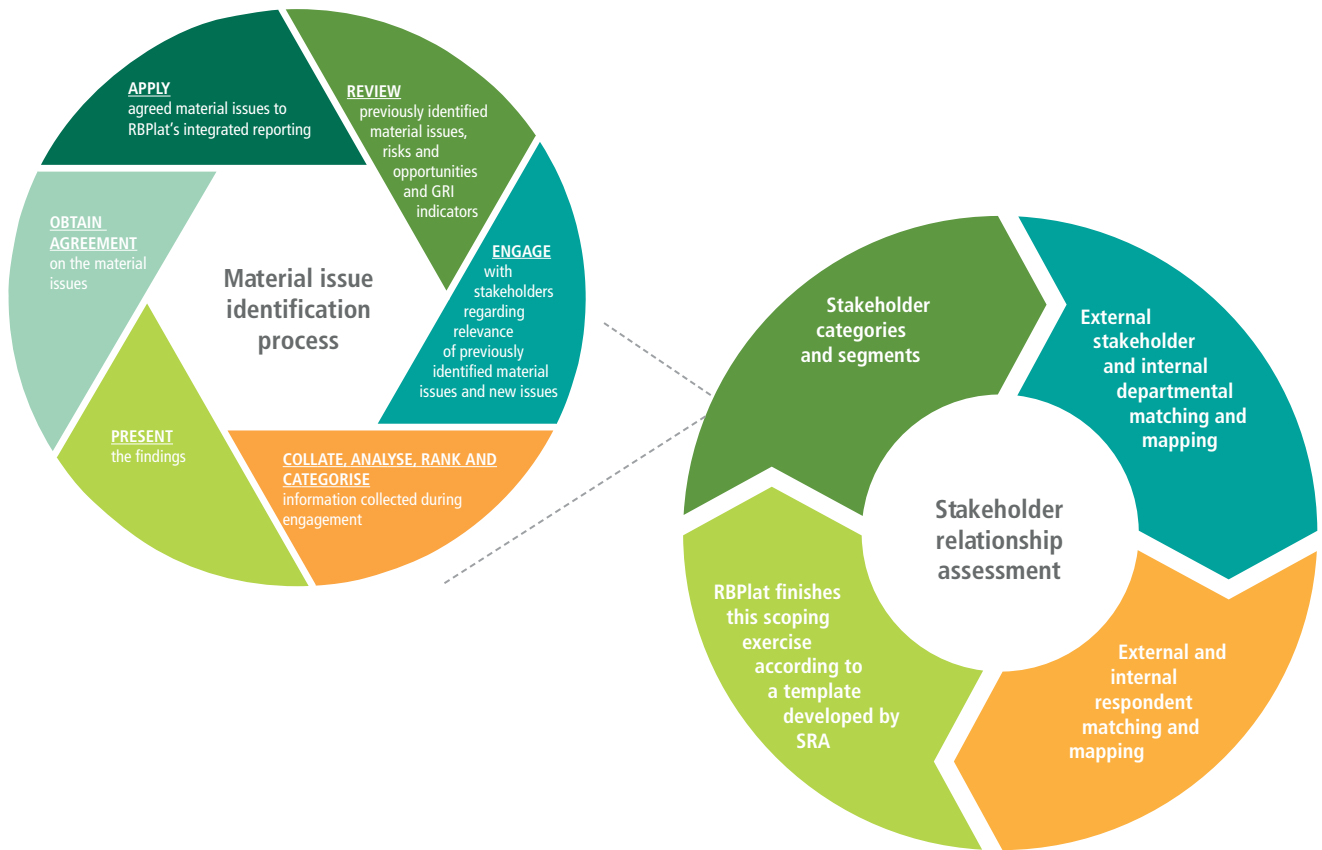 Material issue
identification
process
REVIEW
previously identified
material issues,
risks and
opportunities
and GRI
indicators
ENGAGE
with
stakeholders
regarding
relevance
of previously
identified material
issues and new issues
COLLATE, ANALYSE, RANK AND
CATEGORISE
information collected during
engagement
PRESENT
the findings
OBTAIN
AGREEMENT
on the material
issues
APPLY
agreed material issues to
RBPlat's integrated reporting
Stakeholder
relationship
assessment
Stakeholder
categories
and segments
External
stakeholder
and internal
departmental
matching and
mapping
External and
internal
respondent
matching and
mapping
RBPlat finishes
this scoping
exercise
according to
a template
developed by
SRA